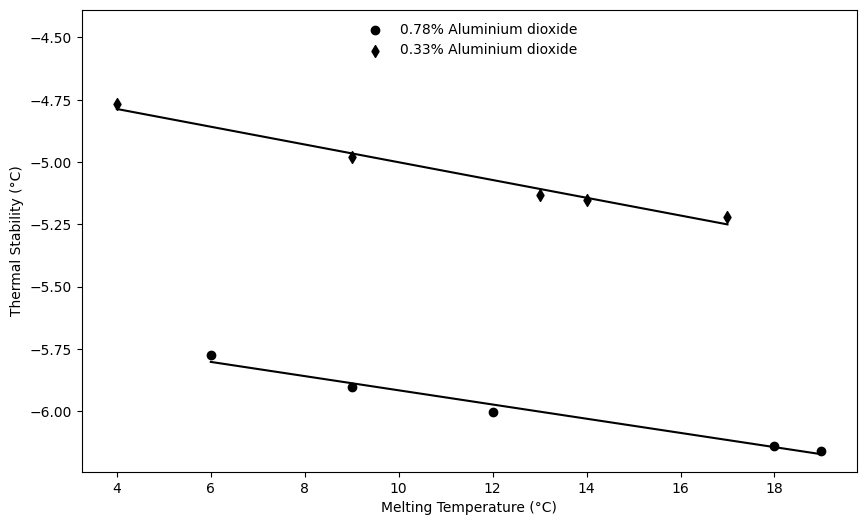 0.78% Aluminium dioxide
0.33% Aluminium dioxide
−4.50
−4.75
−5.00
−5.25
−5.50
−5.75
−6.00
Thermal Stability (°C)
4 6 8 10 12 14 16 18
Melting Temperature (°C)